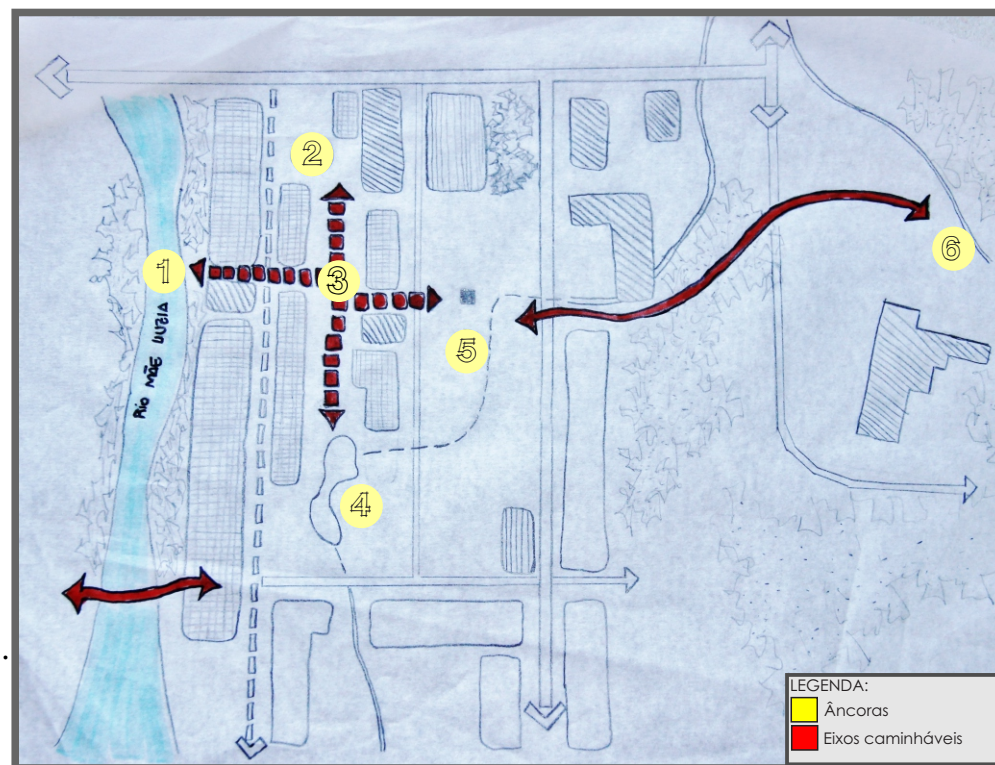 2
1
3
6
RIO MÃE LUZIA
5
4
.
LEGENDA:
Âncoras
Eixos caminháveis